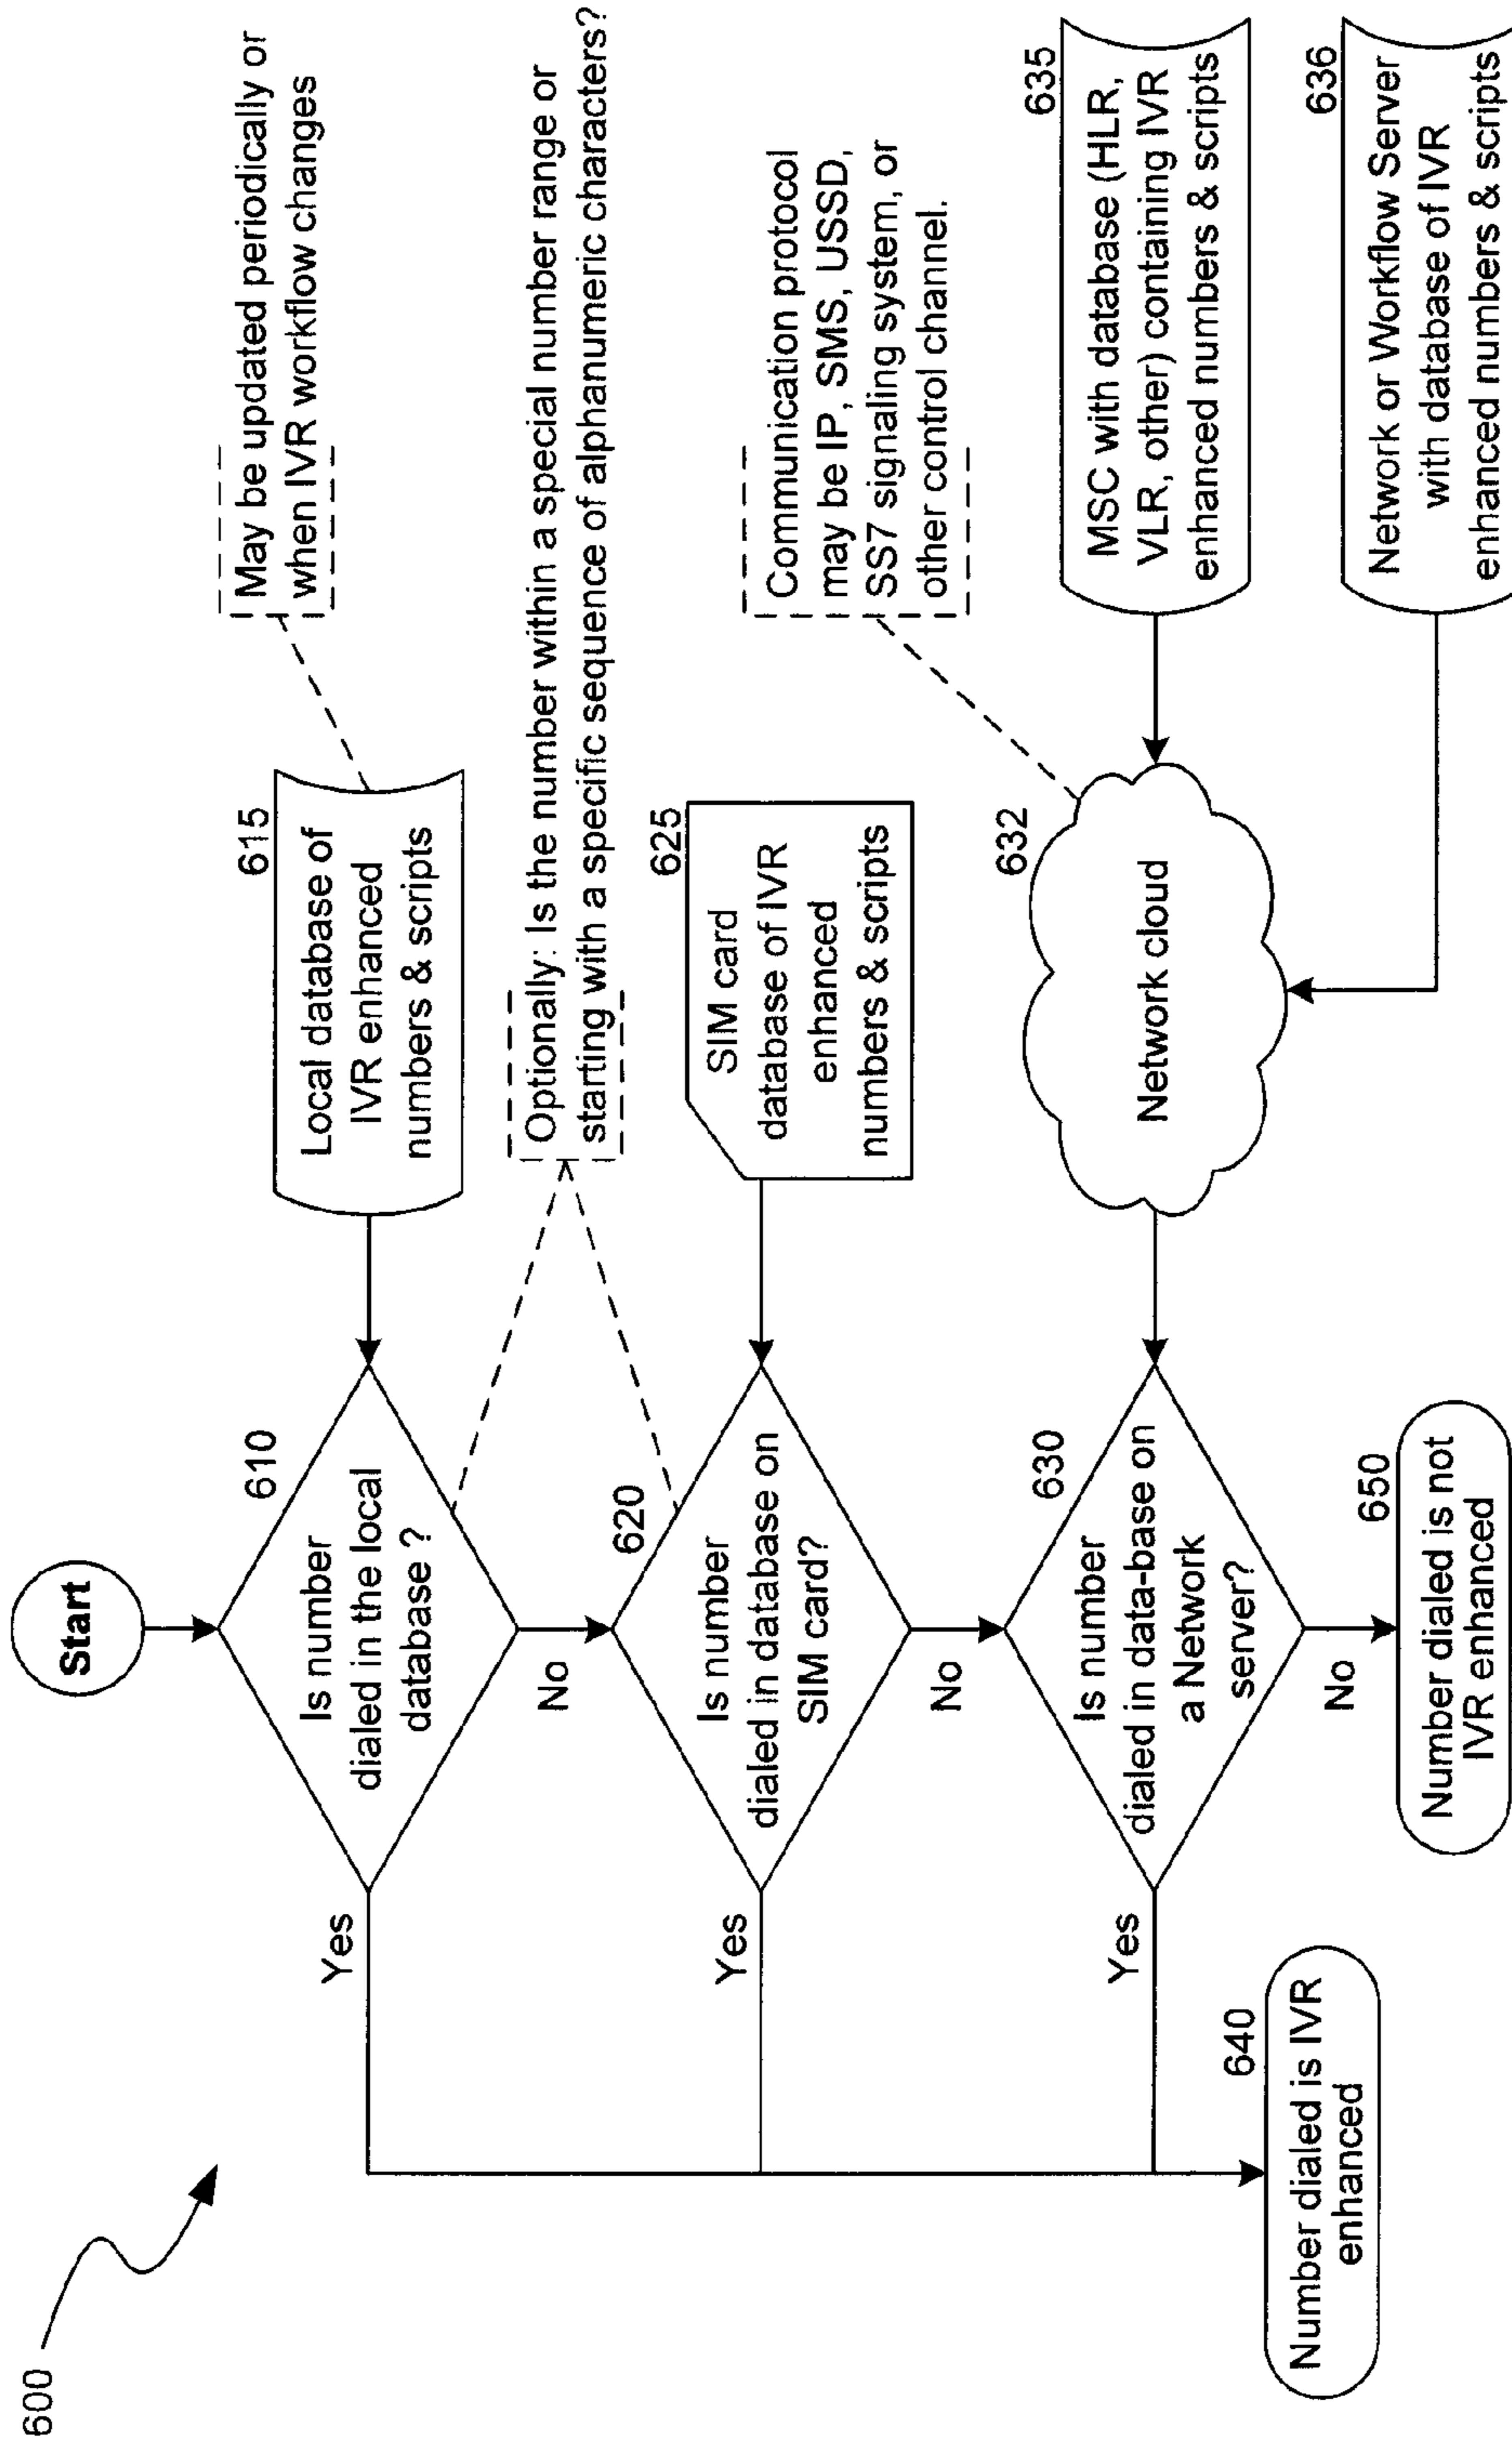 600
Start
610
Is number
dialed in the local
database ?
Yes
No
615
Local database of
IVR enhanced
numbers & scripts
May be updated periodically or
when IVR workflow changes
Optionally: Is the number within a special number range or
starting with a specific sequence of alphanumeric characters?
620
Is number
dialed in database on
SIM card?
Yes
No
625
SIM card
database of IVR
enhanced
numbers & scripts
630
Is number
dialed in data-base on
a Network
server?
Yes
No
632
Network cloud
Communication protocol
may be IP, SMS, USSD,
SS7 signaling system, or
other control channel.
635
MSC with database (HLR,
VLR, other) containing IVR
enhanced numbers & scripts
636
Network or Workflow Server
with database of IVR
enhanced numbers & scripts
640
Number dialed is IVR
enhanced
650
Number dialed is not
IVR enhanced